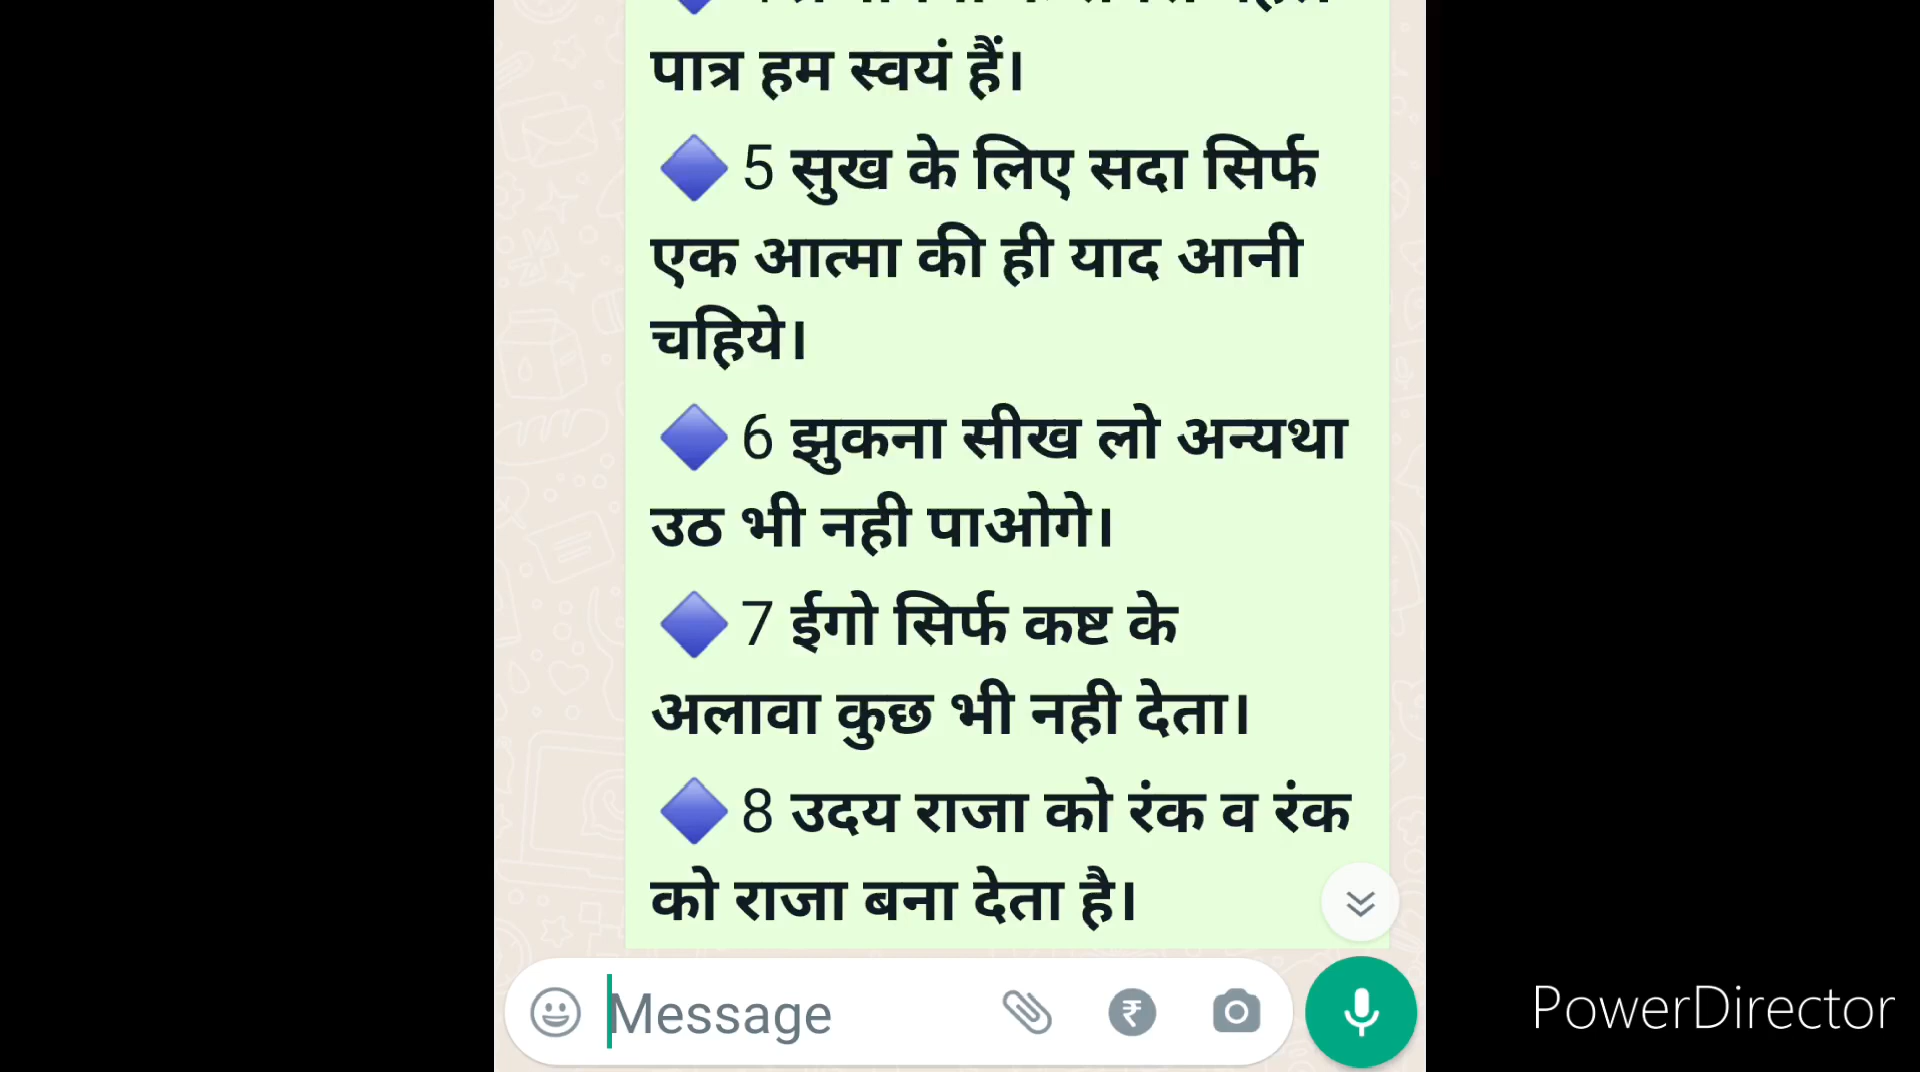 पात्र हम स्वयं हैं।
🔷 5 सुख के लिए सदा सिर्फ
एक आत्मा की ही याद आनी
चहिये।
🔷 6 झुकना सीख लो अन्यथा
उठ भी नही पाओगे।
🔷 7 ईगो सिर्फ कष्ट के
अलावा कुछ भी नही देता।
🔷 8 उदय राजा को रंक व रंक
को राजा बना देता है।
Message
PowerDirector